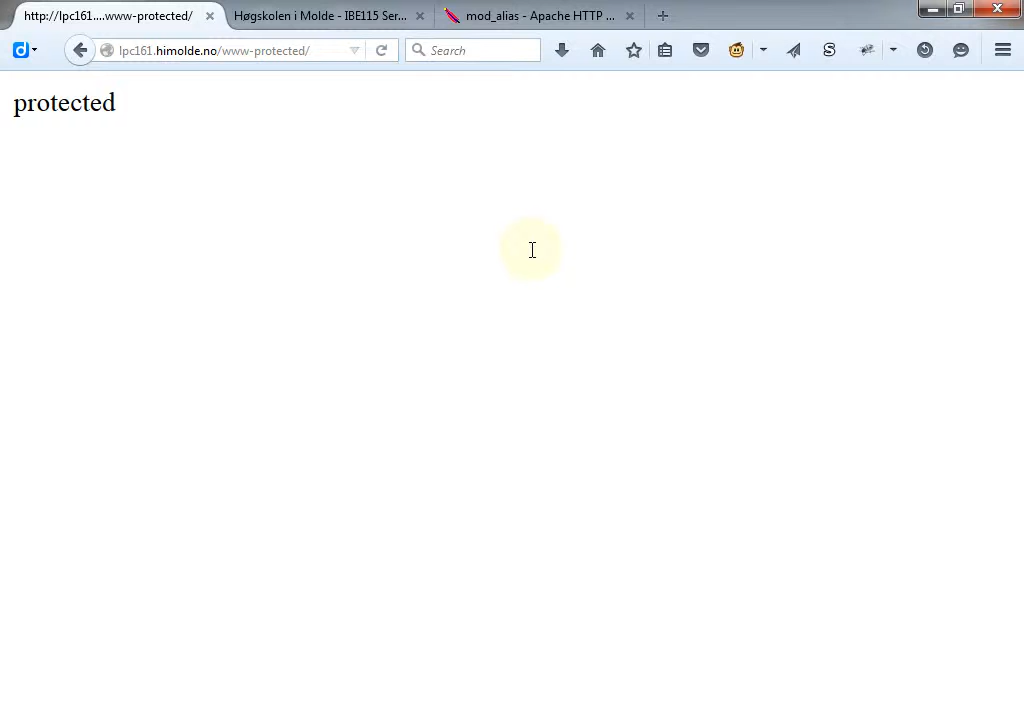 http://lpc161....www-protected/
Høgskolen i Molde - IBE115 Ser...
mod_alias - Apache HTTP ...
lpc161.himolde.no/www-protected/
Search
protected